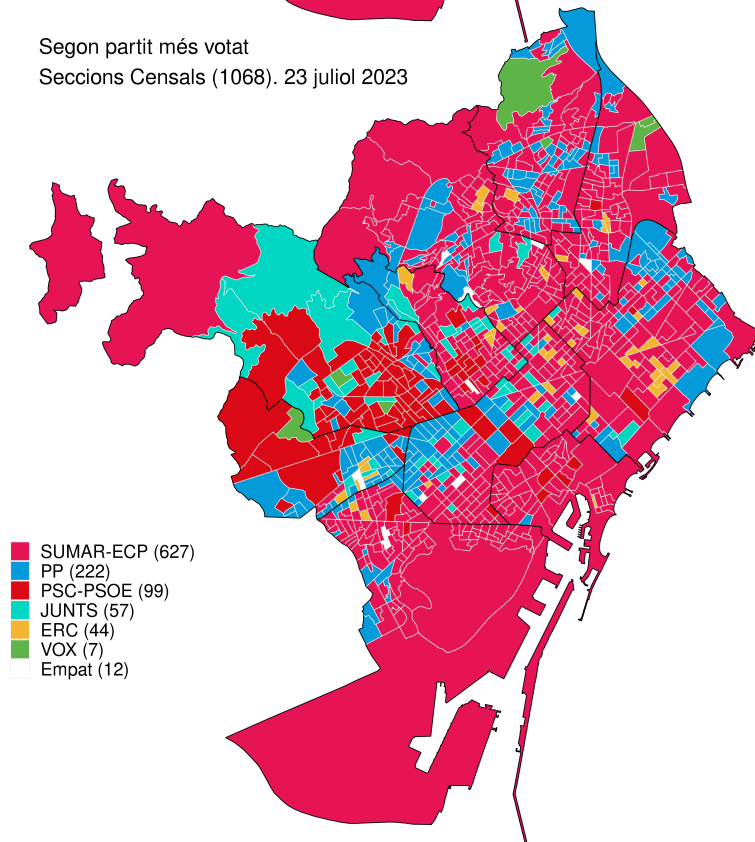 Segon partit més votat
Seccions Censals (1068). 23 juliol 2023
SUMAR-ECP (627)
PP (222)
PSC-PSOE (99)
JUNTS (57)
ERC (44)
VOX (7)
Empat (12)